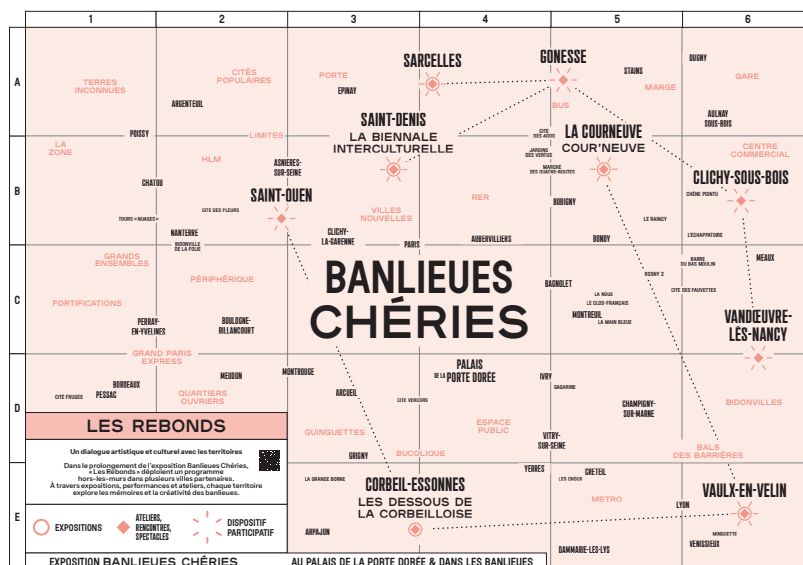 1 2 3 4 5 6
A
B
C
D
E
SARCELLES
GONESSE
DUGNY
STAINS
GARE
CITÉS
POPULAIRES
PORTE
TERRES
INCONNUES
EPINAY
MARGE
ARGENTEUIL
BUS
SAINT-DENIS
LA BIENNALE
INTERCULTURELLE
AULNAY
SOUS-BOIS
LA COURNEUVE
COUR'NEUVE
POISSY
LIMITES
CITE
DES 4000
LA
ZONE
HLM
JARDINS
DES VERTUS
CENTRE
COMMERCIAL
ASNIERES-
SUR-SEINE
MARCHÉ
DES QUATRE-ROUTES
CLICHY-SOUS-BOIS
CHATOU
SAINT-OUEN
CHÊNE POINTU
RER
BOBIGNY
CITE DES FLEURS
VILLES
NOUVELLES
TOURS « NUAGES »
LE RAINCY
NANTERRE
CLICHY-
LA-GARENNE
BIDONVILLE
DE LA FOLIE
PARIS
AUBERVILLIERS
BONDY
L'ECHAPPATOIRE
GRANDS
ENSEMBLES
BARRE
DU BAS MOULIN
MEAUX
BANLIEUES
CHÉRIES
PÉRIPHÉRIQUE
ROSNY 2
BAGNOLET
CITE DES FAUVETTES
LA NOUE
LE CLOS-FRANÇAIS
FORTIFICATIONS
MONTREUIL
LA MAIN BLEUE
VANDŒUVRE-
LÈS-NANCY
PERRAY-
EN-YVELINES
BOULOGNE-
BILLANCOURT
GRAND PARIS
EXPRESS
PALAIS
DE LA PORTE DORÉE
MONTROUGE
MEUDON
IVRY
BORDEAUX
GAGARINE
PESSAC
CITÉ FRUGÈS
QUARTIERS
OUVRIERS
ARCUEIL
CITE VERCORS
CHAMPIGNY-
SUR-MARNE
BIDONVILLES
ESPACE
PUBLIC
LES REBONDS
GUINGUETTES
VITRY-
SUR-SEINE
BALS
DES BARRIÈRES
GRIGNY
BUCOLIQUE
Un dialogue artistique et culturel avec les territoires
Dans le prolongement de l'exposition Banlieues Chéries,
« Les Rebonds » déploient un programme
hors-les-murs dans plusieurs villes partenaires.
À travers expositions, performances et ateliers, chaque territoire
explore les mémoires et la créativité des banlieues.
YERRES
CRETEIL
LA GRANDE BORNE
CORBEIL-ESSONNES
LES DESSOUS DE
LA CORBEILLOISE
METRO
VAULX-EN-VELIN
LYON
EXPOSITIONS
ATELIERS,
RENCONTRES,
SPECTACLES
DISPOSITIF
PARTICIPATIF
ARPAJON
MINGUETTE
VENISSIEUX
DAMMARIE-LES-LYS
EXPOSITION BANLIEUES CHÉRIES
AU PALAIS DE LA PORTE DORÉE & DANS LES BANLIEUES